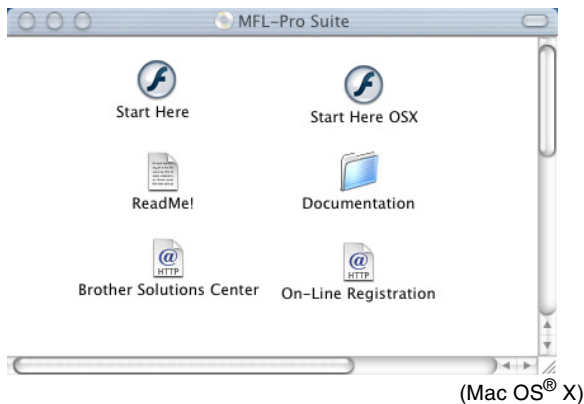 MFL-Pro Suite
Start Here
Start Here OSX
ReadMe!
Documentation
@
HTTP
Brother Solutions Center
@
HTTP
On-Line Registration
(Mac OS® X)